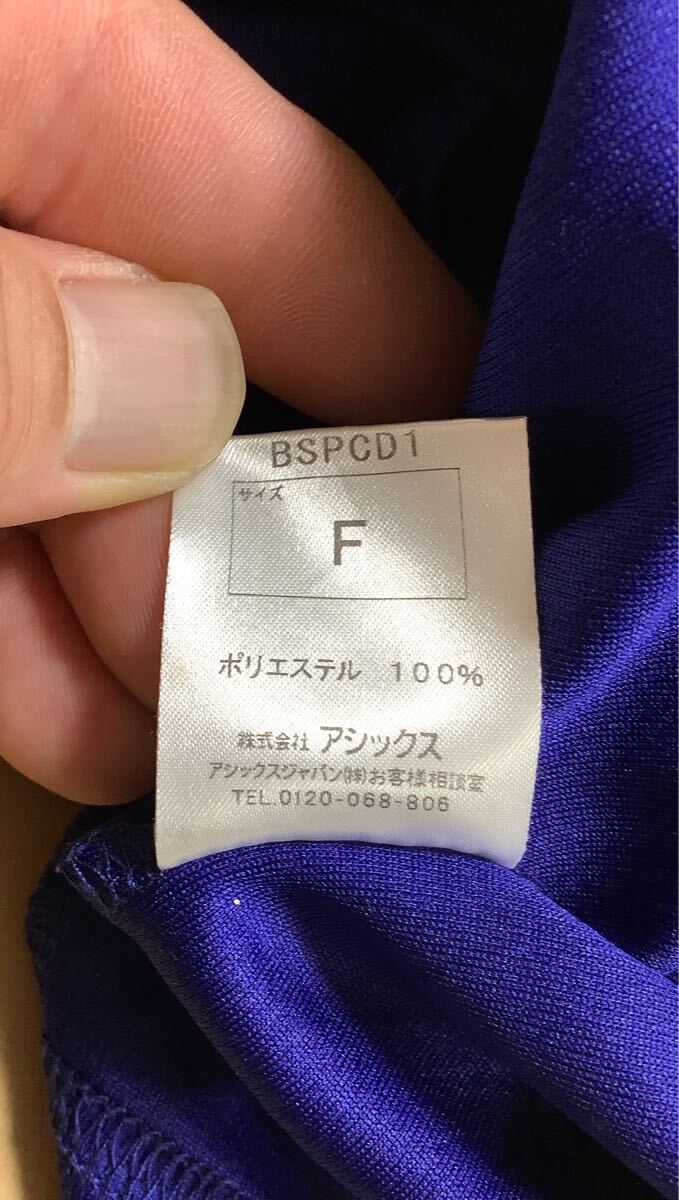 BSPCD1
サイズ
F
ポリエステル 100%
株式会社 アシックス
アシックスジャパン(株)お客様相談室
TEL.0120-068-806